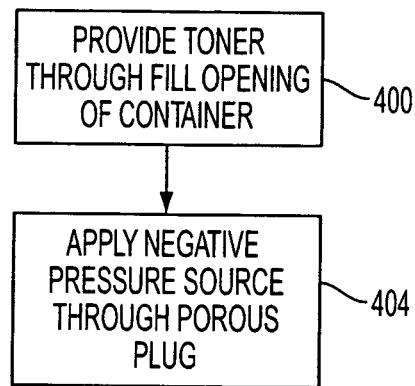 PROVIDE TONER
THROUGH FILL OPENING
OF CONTAINER
400
APPLY NEGATIVE
PRESSURE SOURCE
THROUGH POROUS
PLUG
404